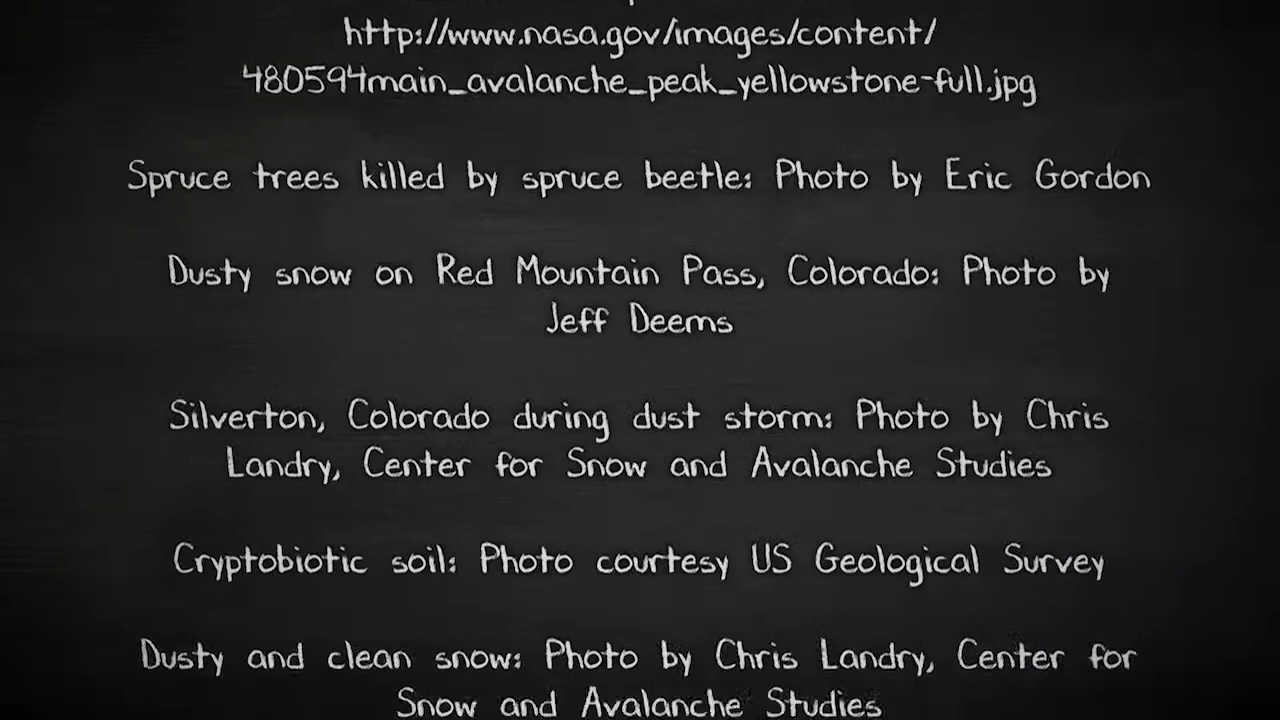 http://www.nasa.gov/images/content/
480594main_avalanche_peak_yellowstone-full.jpg
Spruce trees killed by spruce beetle: Photo by Eric Gordon
Dusty snow on Red Mountain Pass, Colorado: Photo by
Jeff Deems
Silverton, Colorado during dust storm: Photo by Chris
Landry, Center for Snow and Avalanche Studies
Cryptobiotic soil: Photo courtesy US Geological Survey
Dusty and clean snow: Photo by Chris Landry, Center for
Snow and Avalanche Studies